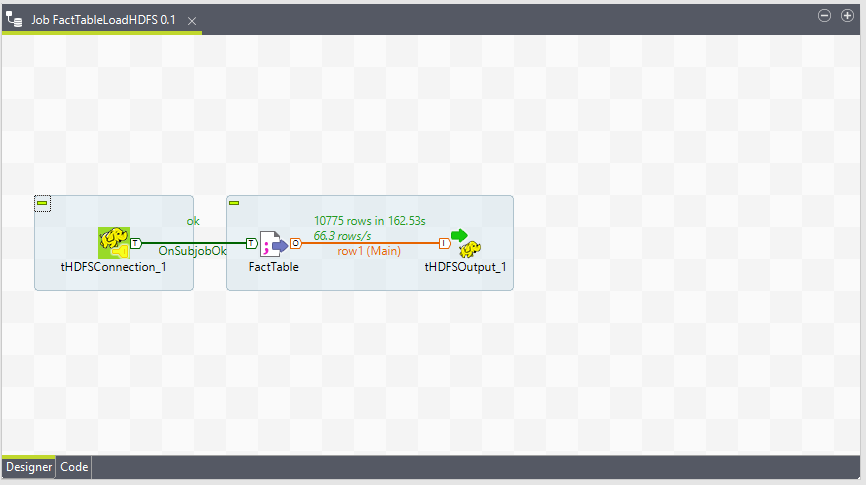 Job FactTableLoadHDFS 0.1
ok
10775 rows in 162.53s
66.3 rows/s
T
T
O
I
OnSubjobOk
row1 (Main)
tHDFSConnection_1
FactTable
tHDFSOutput_1
Designer
Code